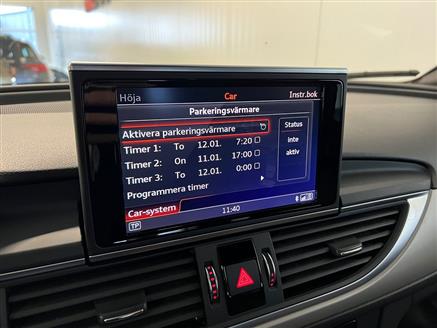 Höja Car Instr.bok
Parkeringsvärmare
Aktivera parkeringsvärmare
Status
Timer 1: To 12.01. 7:20
inte
Timer 2: On 11.01. 17:00
aktiv
Timer 3: To 12.01. 0:00
Programmera timer
Car-system
11:40
TP